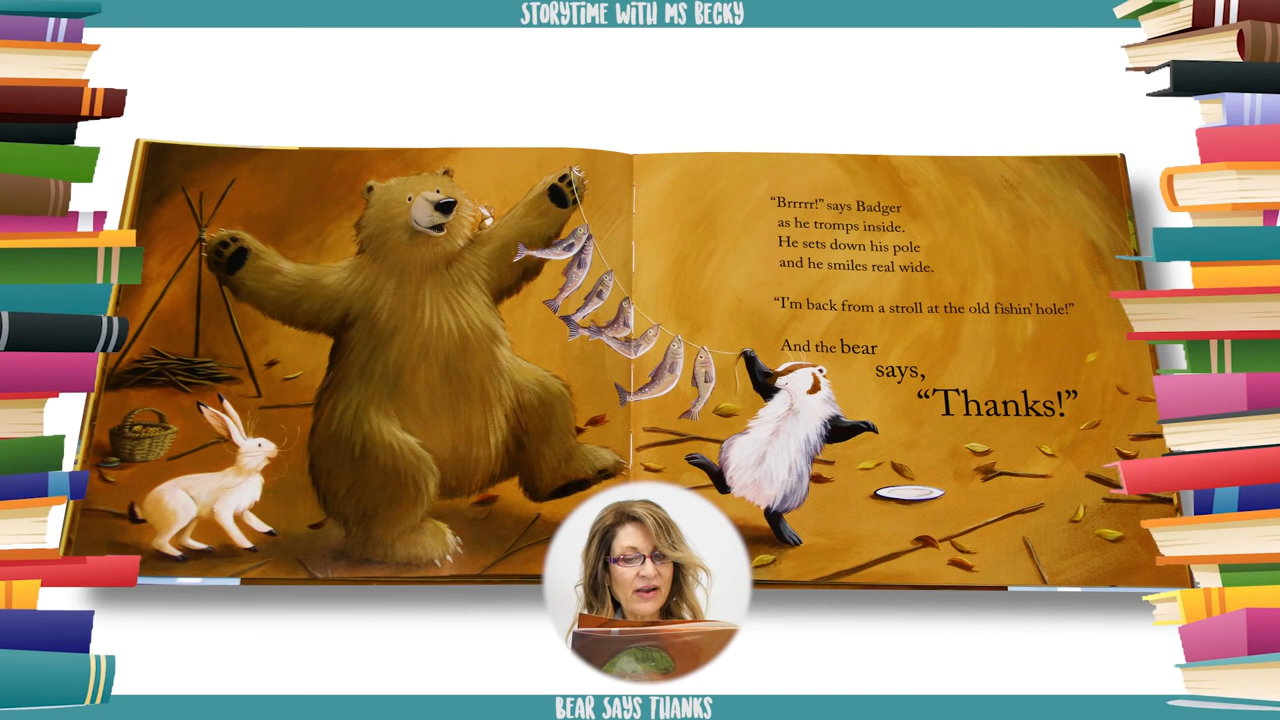 STORYTIME WITH MS BECKY
“Brrrrr!” says Badger
as he tromps inside.
He sets down his pole
and he smiles real wide.
“I’m back from a stroll at the old fishin’ hole!”
And the bear
says,
“Thanks!”
BEAR SAYS THANKS